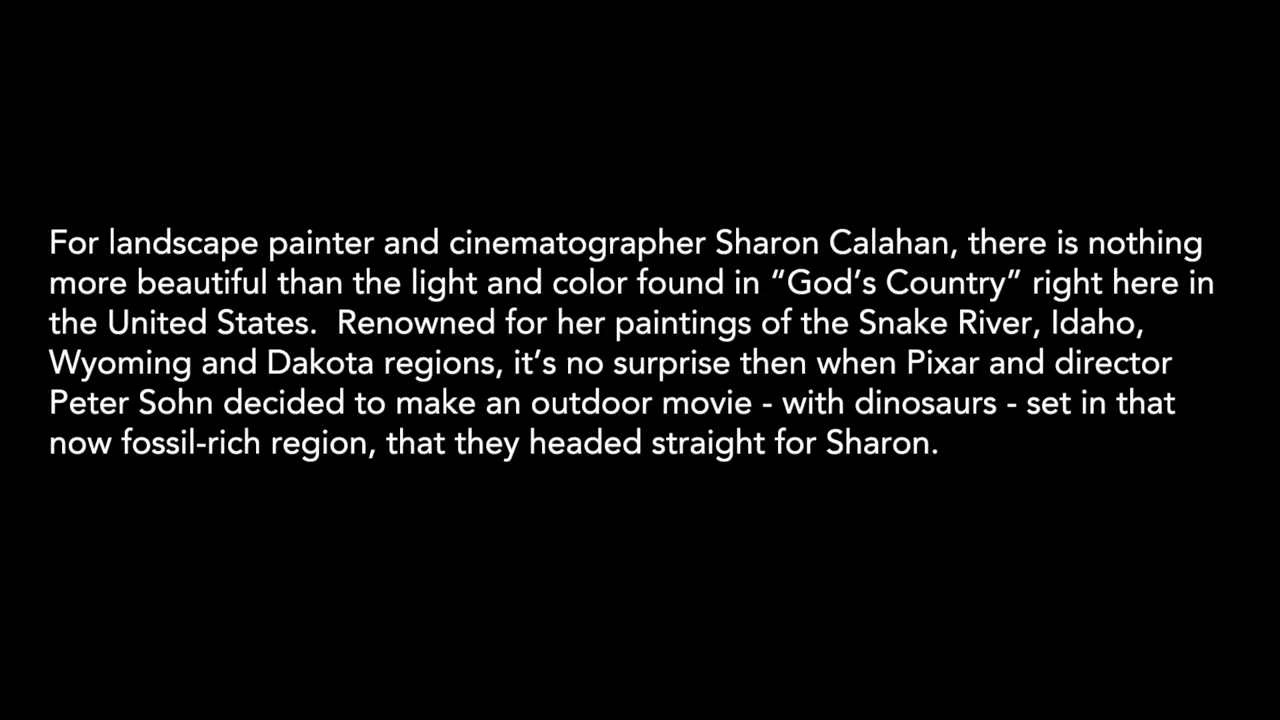 For landscape painter and cinematographer Sharon Calahan, there is nothing
more beautiful than the light and color found in “God’s Country” right here in
the United States.  Renowned for her paintings of the Snake River, Idaho,
Wyoming and Dakota regions, it’s no surprise then when Pixar and director
Peter Sohn decided to make an outdoor movie - with dinosaurs - set in that
now fossil-rich region, that they headed straight for Sharon.